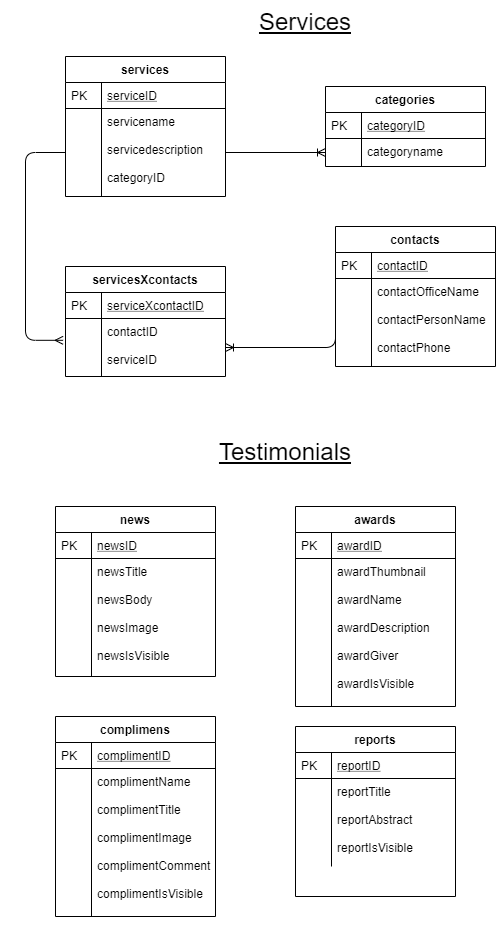 Services
services
PK serviceID
servicename
servicedescription
categoryID
categories
PK categoryID
categoryname
contacts
PK contactID
contactOfficeName
contactPersonName
contactPhone
servicesXcontacts
PK serviceXcontactID
contactID
serviceID
Testimonials
news
PK newsID
newsTitle
newsBody
newsImage
newsIsVisible
awards
PK awardID
awardThumbnail
awardName
awardDescription
awardGiver
awardIsVisible
complimens
PK complimentID
complimentName
complimentTitle
complimentImage
complimentComment
complimentIsVisible
reports
PK reportID
reportTitle
reportAbstract
reportIsVisible